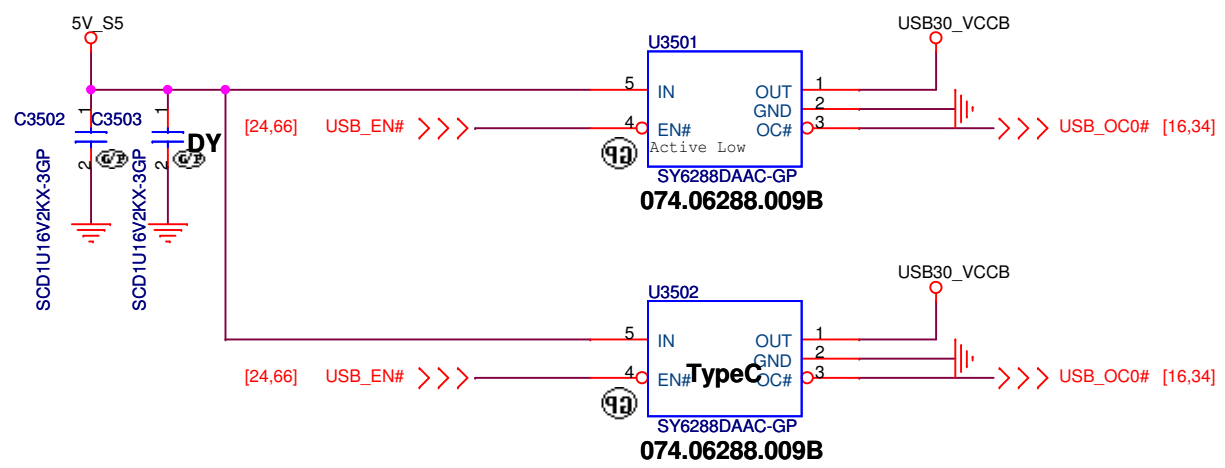 5V_S5
U3501
USB30_VCCB
5
IN
OUT
1
GND
2
[24,66]
USB_EN#
4
EN#
OC#
3
USB_OC0#
[16,34]
Active Low
GP
SY6288DAAC-GP
074.06288.009B
C3502
1
2
SCD1U16V2KX-3GP
G/P
C3503
1
2
SCD1U16V2KX-3GP
G/P
DY
U3502
USB30_VCCB
5
IN
OUT
1
GND
2
[24,66]
USB_EN#
4
EN#
TypeC
OC#
3
USB_OC0#
[16,34]
GP
SY6288DAAC-GP
074.06288.009B